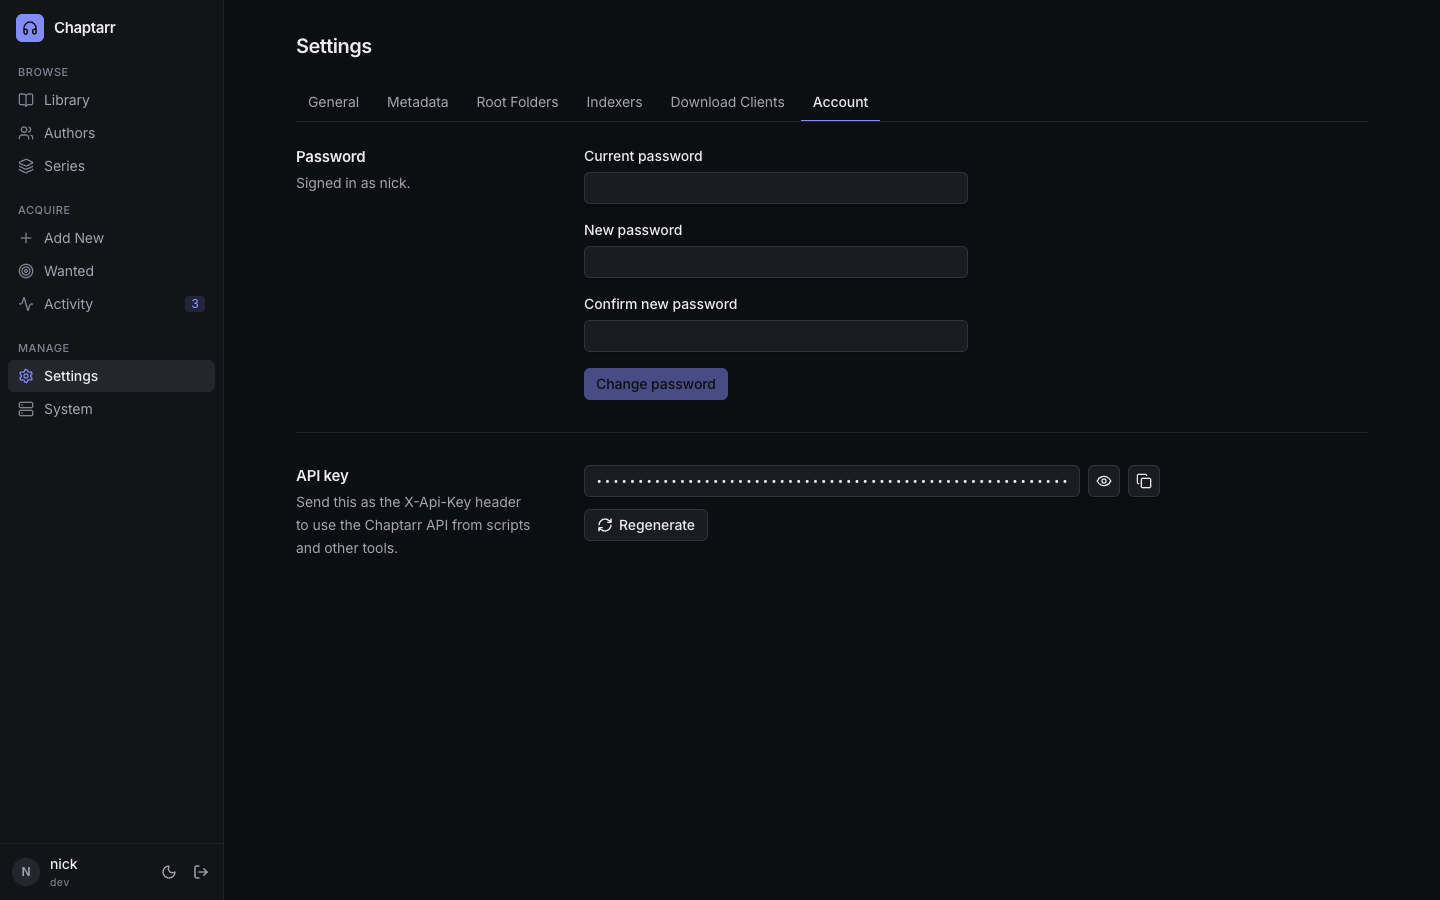 Chaptarr
BROWSE
Library
Authors
Series
ACQUIRE
Add New
Wanted
Activity
3
MANAGE
Settings
System
N
nick
dev
Settings
General
Metadata
Root Folders
Indexers
Download Clients
Account
Password
Signed in as nick.
Current password
New password
Confirm new password
Change password
API key
Send this as the X-Api-Key header
to use the Chaptarr API from scripts
and other tools.
Regenerate